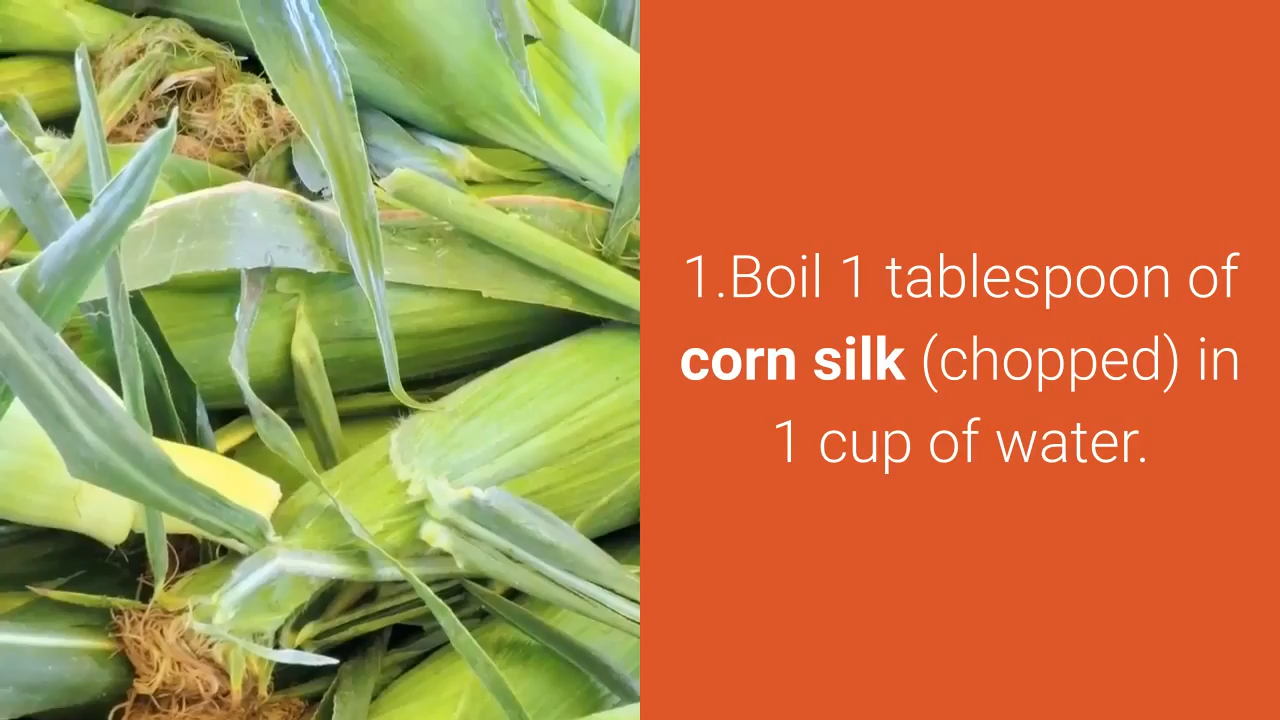 1.Boil 1 tablespoon of
corn silk (chopped) in
1 cup of water.